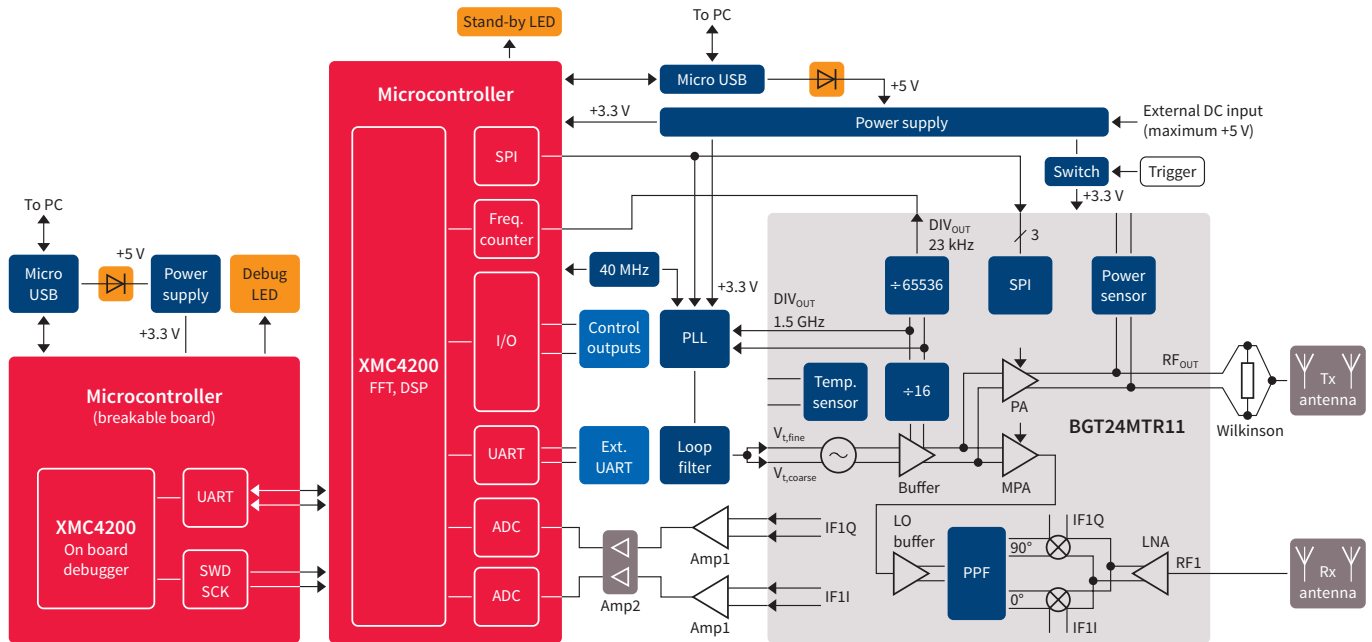 Stand-by LED
To PC
Micro USB
+5 V
Microcontroller
+3.3 V
Power supply
External DC input
(maximum +5 V)
SPI
Switch
Trigger
+3.3 V
To PC
Freq.
counter
DIV_OUT
23 kHz
3
+5 V
Micro
USB
Power
supply
Debug
LED
40 MHz
÷65536
SPI
Power
sensor
+3.3 V
DIV_OUT
1.5 GHz
+3.3 V
I/O
Control
outputs
PLL
XMC4200
FFT, DSP
RF_OUT
Temp.
sensor
÷16
PA
Tx
antenna
Microcontroller
(breakable board)
BGT24MTR11
Wilkinson
UART
Ext.
UART
Loop
filter
V_t,fine
V_t,coarse
Buffer
MPA
UART
XMC4200
On board
debugger
ADC
IF1Q
Amp1
LO
buffer
IF1Q
90°
LNA
RF1
PPF
Rx
antenna
SWD
SCK
ADC
Amp2
IF1I
Amp1
0°
IF1I